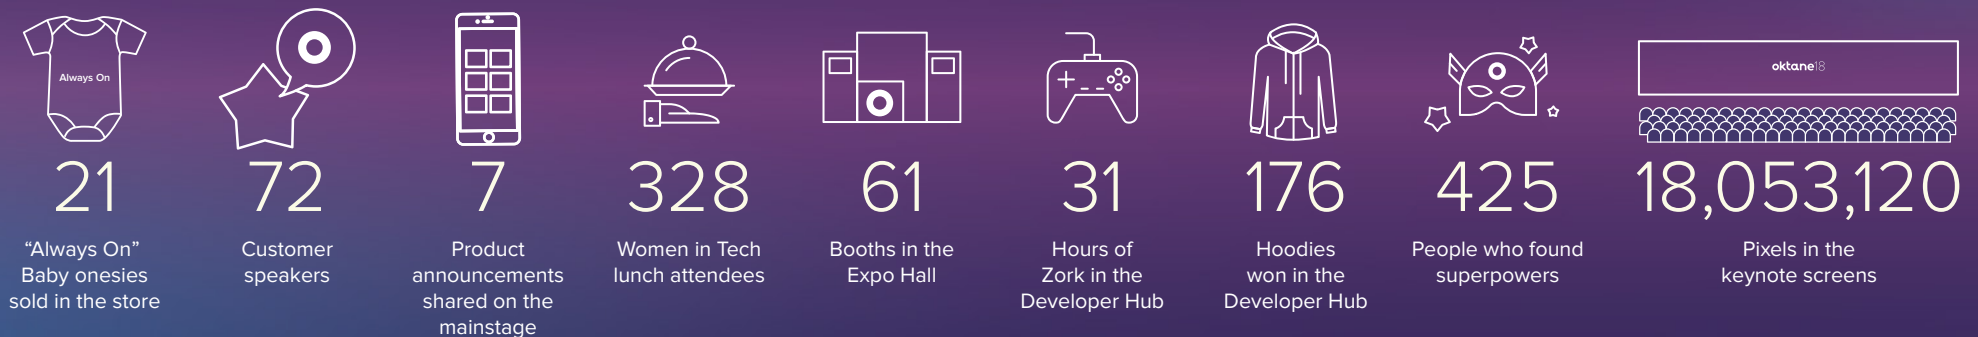 Always On
21
“Always On”
Baby onesies
sold in the store
72
Customer
speakers
7
Product
announcements
shared on the
mainstage
328
Women in Tech
lunch attendees
61
Booths in the
Expo Hall
31
Hours of
Zork in the
Developer Hub
176
Hoodies
won in the
Developer Hub
425
People who found
superpowers
oktane18
18,053,120
Pixels in the
keynote screens